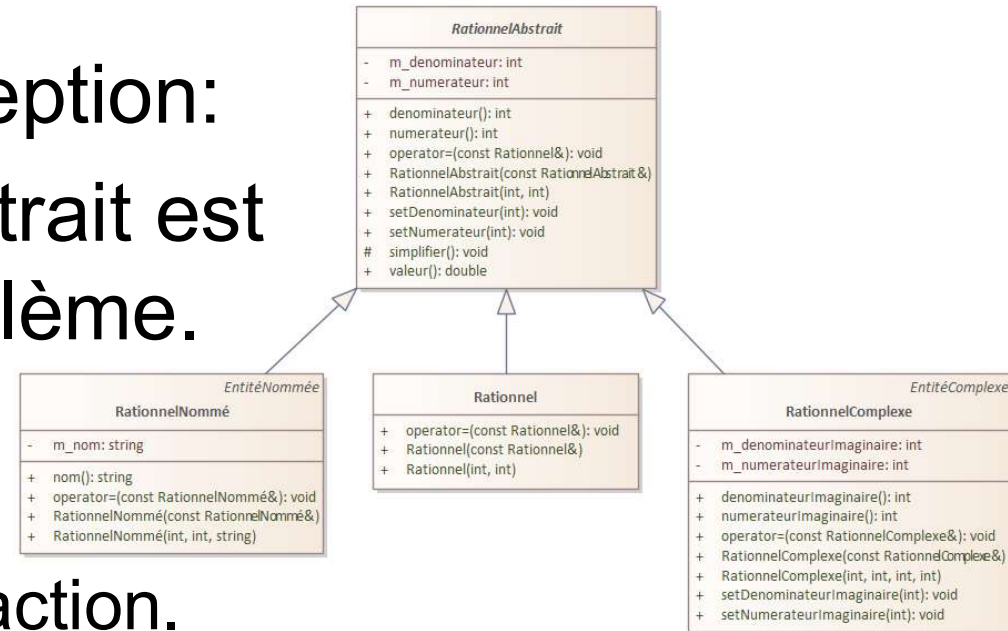 eption:
trait est
lème.
action.
RationnelAbstrait
- m_denominateur: int
- m_numerateur: int
+ denominateur(): int
+ numerateur(): int
+ operator=(const Rationnel&): void
+ RationnelAbstrait(const RationnelAbstrait&)
+ RationnelAbstrait(int, int)
+ setDenominateur(int): void
+ setNumerateur(int): void
# simplifier(): void
+ valeur(): double
EntitéNommée
RationnelNommé
- m_nom: string
+ nom(): string
+ operator=(const RationnelNommé&): void
+ RationnelNommé(const RationnelNommé&)
+ RationnelNommé(int, int, string)
Rationnel
+ operator=(const Rationnel&): void
+ Rationnel(const Rationnel&)
+ Rationnel(int, int)
EntitéComplexe
RationnelComplexe
- m_denominateurImaginaire: int
- m_numerateurImaginaire: int
+ denominateurImaginaire(): int
+ numerateurImaginaire(): int
+ operator=(const RationnelComplexe&): void
+ RationnelComplexe(const RationnelComplexe&)
+ RationnelComplexe(int, int, int, int)
+ setDenominateurImaginaire(int): void
+ setNumerateurImaginaire(int): void